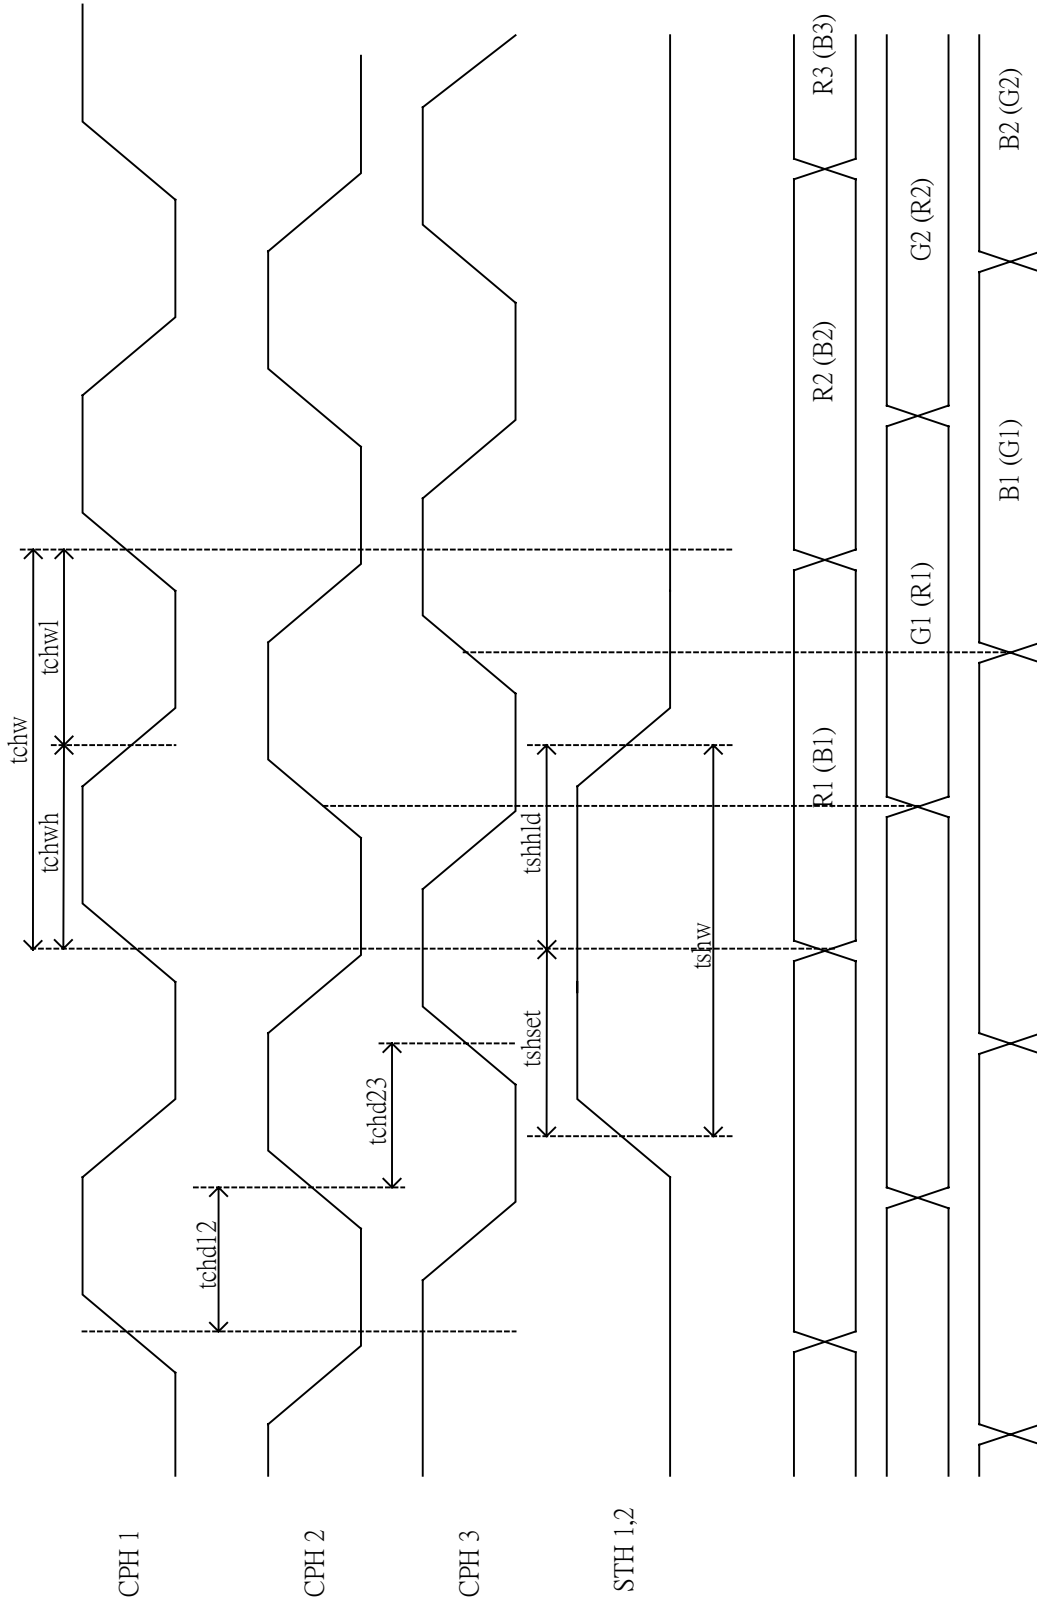 tchw
tchwh
tchwl
CPH 1
tchd12
CPH 2
tchd23
CPH 3
tshset
tshhld
STH 1,2
tshw
R1 (B1)
R2 (B2)
R3 (B3)
G1 (R1)
G2 (R2)
B1 (G1)
B2 (G2)